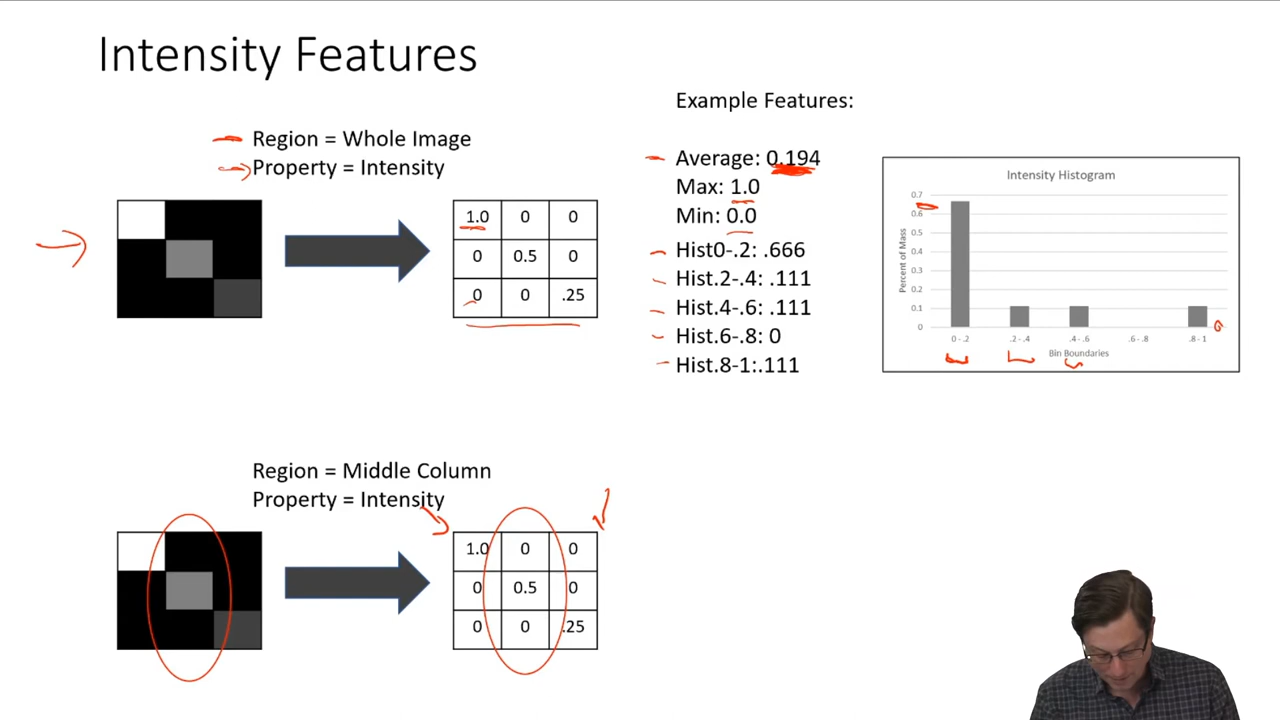 Intensity Features
Region = Whole Image
Property = Intensity
1.0 0 0
0 0.5 0
0 0 .25
Example Features:
Average: 0.194
Max: 1.0
Min: 0.0
Hist0-.2: .666
Hist.2-.4: .111
Hist.4-.6: .111
Hist.6-.8: 0
Hist.8-1:.111
Intensity Histogram
Percent of Mass
0.7
0.6
0.5
0.4
0.3
0.2
0.1
0
0 - .2 .2 - .4 .4 - .6 .6 - .8 .8 - 1
Bin Boundaries
Region = Middle Column
Property = Intensity
1.0 0 0
0 0.5 0
0 0 .25